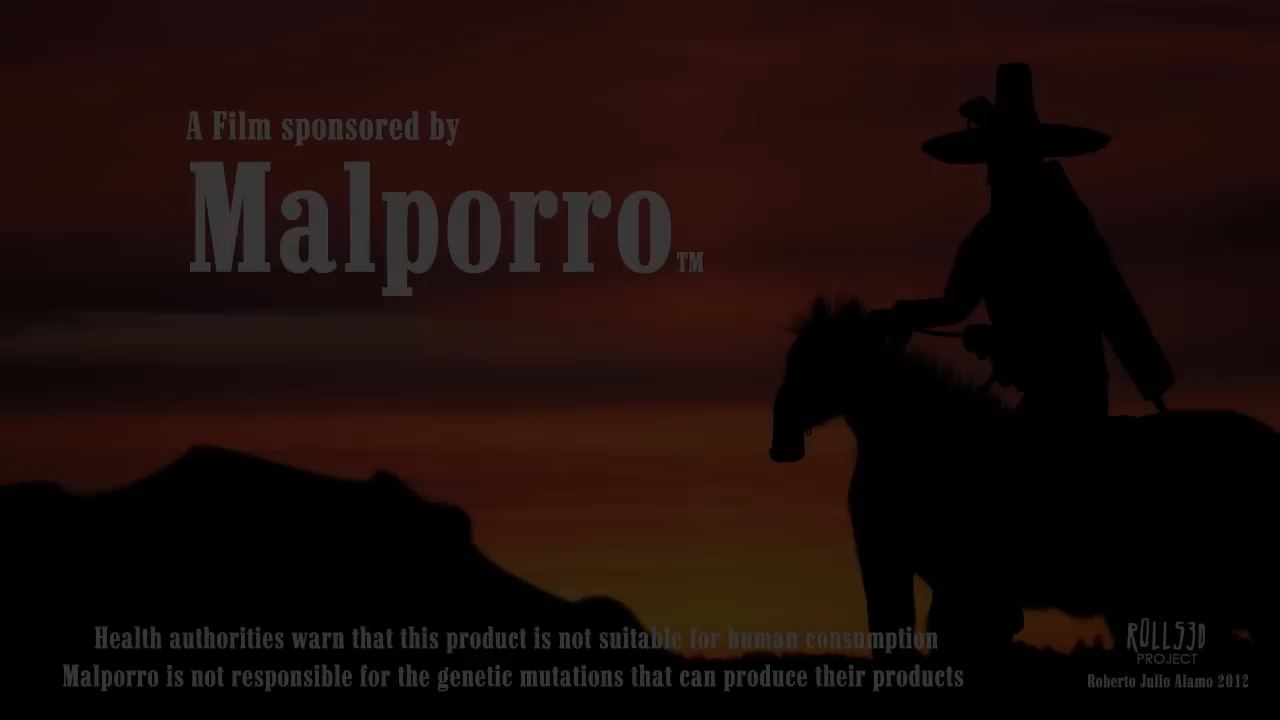 A Film sponsored by
Malporro TM
Health authorities warn that this product is not suitable for human consumption
Malporro is not responsible for the genetic mutations that can produce their products
ROLL53D
PROJECT
Roberto Julio Alamo 2012